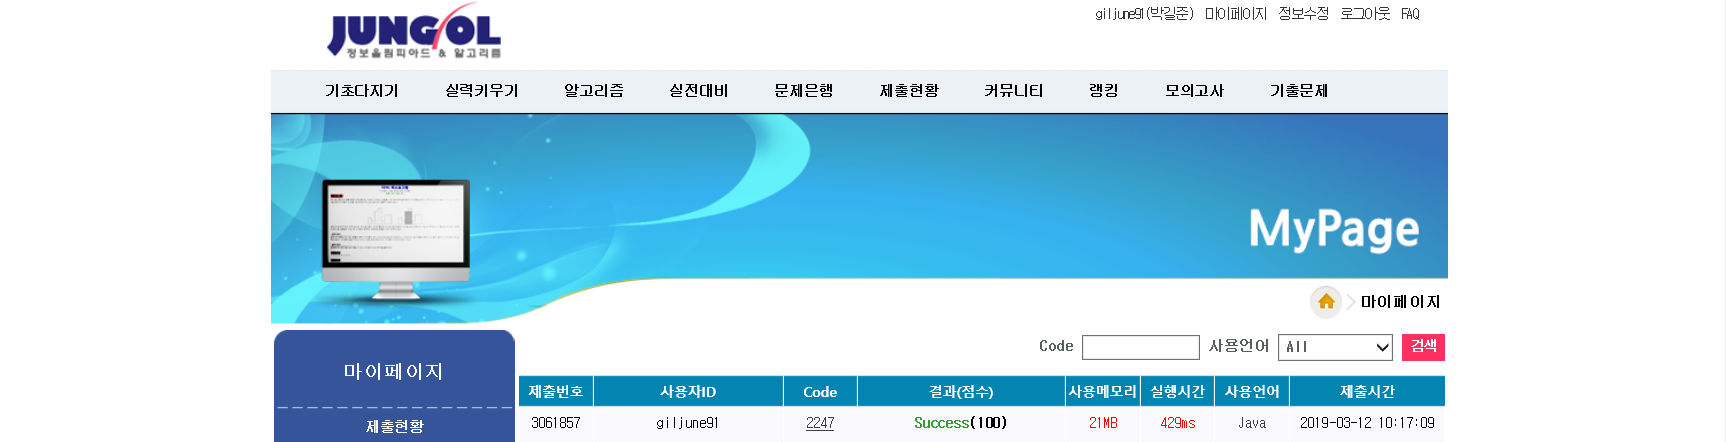 giljune91(박길준) 마이페이지 정보수정 로그아웃 FAQ
JUNGOL
정보올림피아드 & 알고리즘
기초다지기 실력키우기 알고리즘 실전대비 문제은행 제출현황 커뮤니티 랭킹 모의고사 기출문제
MyPage
마이페이지
Code 사용언어 All 검색
마이페이지
제출번호 사용자ID Code 결과(점수) 사용메모리 실행시간 사용언어 제출시간
제출현황
3061857 giljune91 2247 Success(100) 21MB 429ms Java 2019-03-12 10:17:09